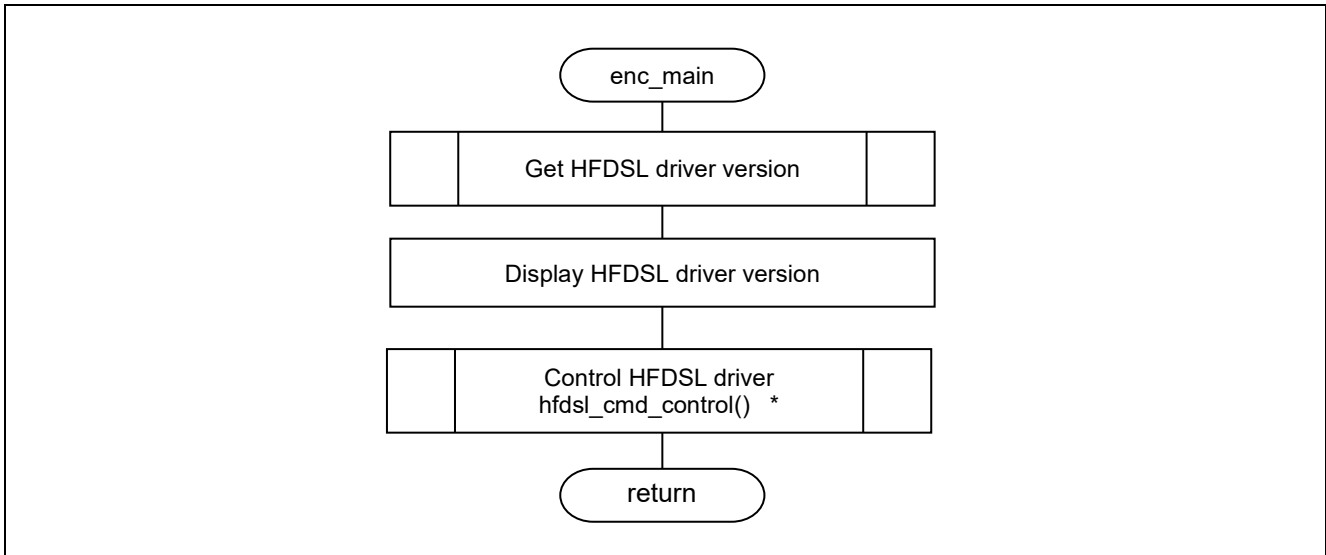 enc_main
Get HFDSL driver version
Display HFDSL driver version
Control HFDSL driver
hfdsl_cmd_control() *
return